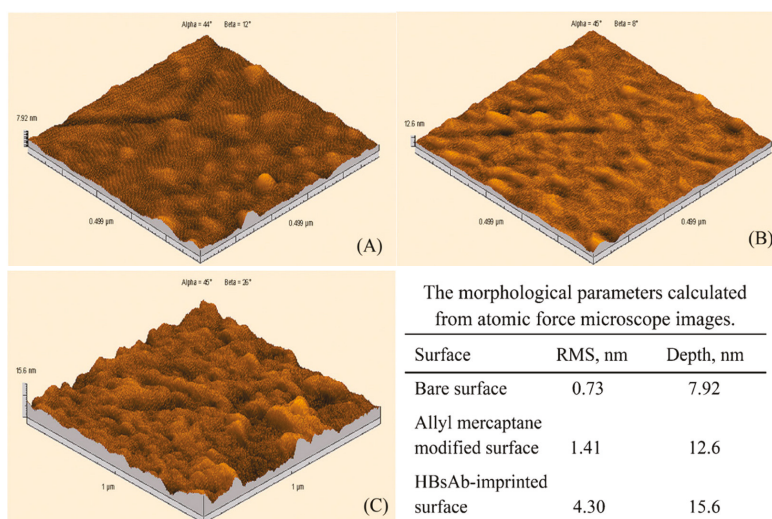 Alpha = 44° Beta = 12°
7.92 nm
0.499 µm
0.499 µm
(A)
Alpha = 45° Beta = 8°
12.6 nm
0.499 µm
0.499 µm
(B)
Alpha = 45° Beta = 26°
15.6 nm
1 µm
1 µm
(C)
The morphological parameters calculated
from atomic force microscope images.
Surface RMS, nm Depth, nm
Bare surface 0.73 7.92
Allyl mercaptane
modified surface 1.41 12.6
HBsAb-imprinted
surface 4.30 15.6